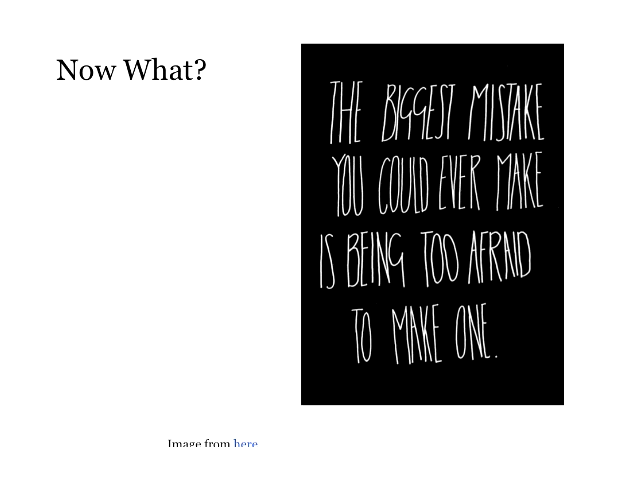 Now What?
THE BIGGEST MISTAKE
YOU COULD EVER MAKE
IS BEING TOO AFRAID
TO MAKE ONE.
Image from here